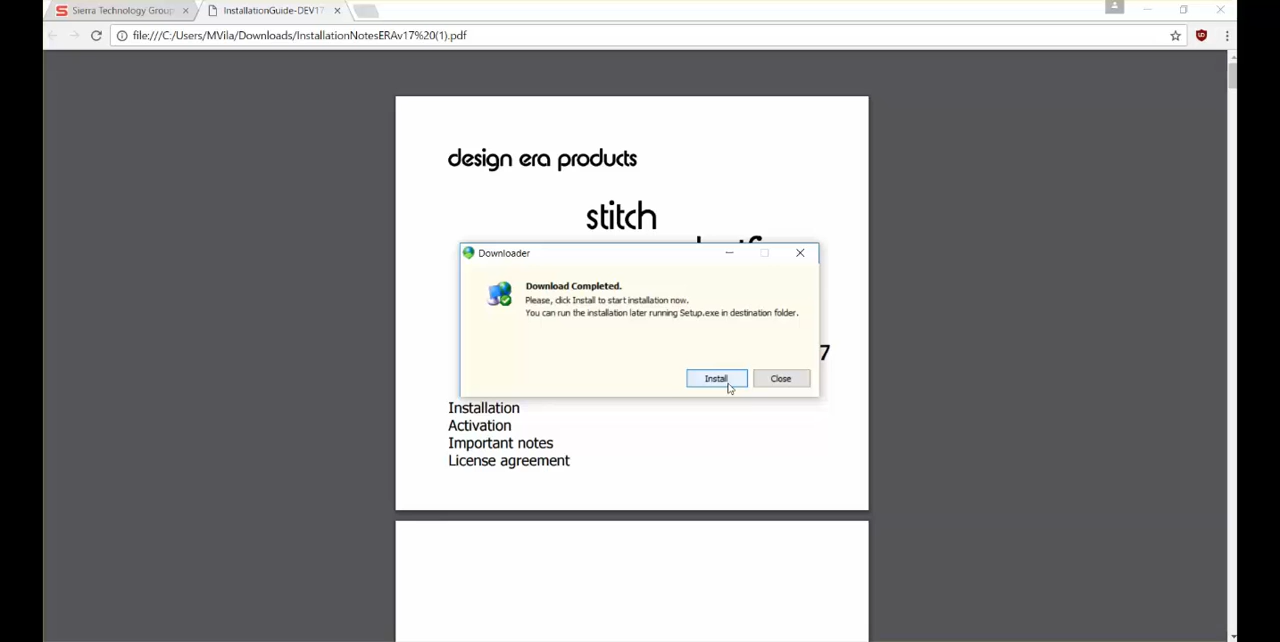 Sierra Technology Group
InstallationGuide-DEV17
file:///C:/Users/MVila/Downloads/InstallationNotesERAv17%20(1).pdf
design era products
stitch
Downloader
Download Completed.
Please, click Install to start installation now.
You can run the installation later running Setup.exe in destination folder.
7
Install
Close
Installation
Activation
Important notes
License agreement